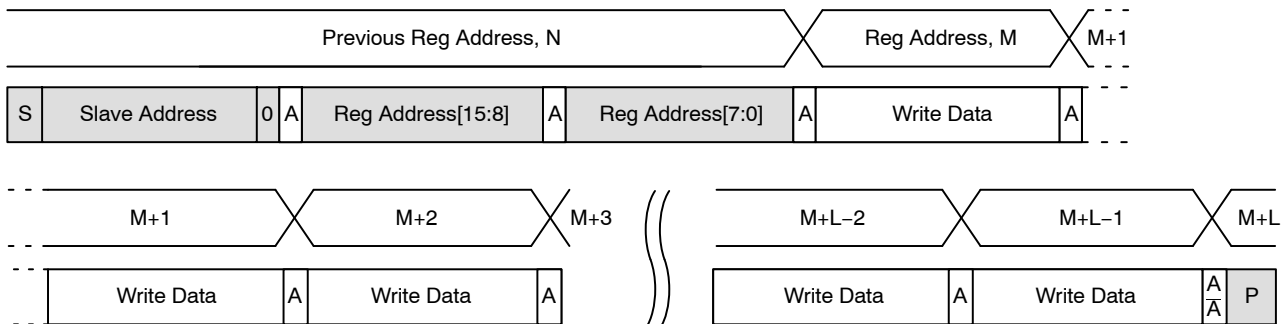 Previous Reg Address, N Reg Address, M M+1
S Slave Address 0 A Reg Address[15:8] A Reg Address[7:0] A Write Data A
M+1 M+2 M+3 M+L−2 M+L−1 M+L
Write Data A Write Data A Write Data A Write Data A/A̅ P